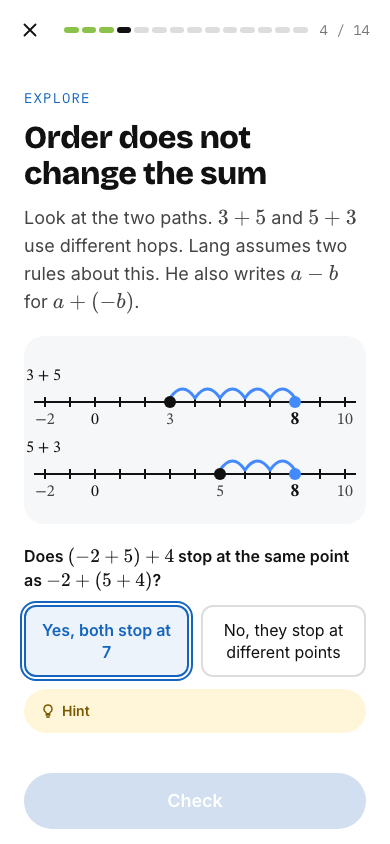 4 / 14
EXPLORE
Order does not
change the sum
Look at the two paths. 3 + 5 and 5 + 3
use different hops. Lang assumes two
rules about this. He also writes a − b
for a + (−b).
3 + 5
−2 0 3 8 10
5 + 3
−2 0 5 8 10
Does (−2 + 5) + 4 stop at the same point
as −2 + (5 + 4)?
Yes, both stop at
7
No, they stop at
different points
Hint
Check